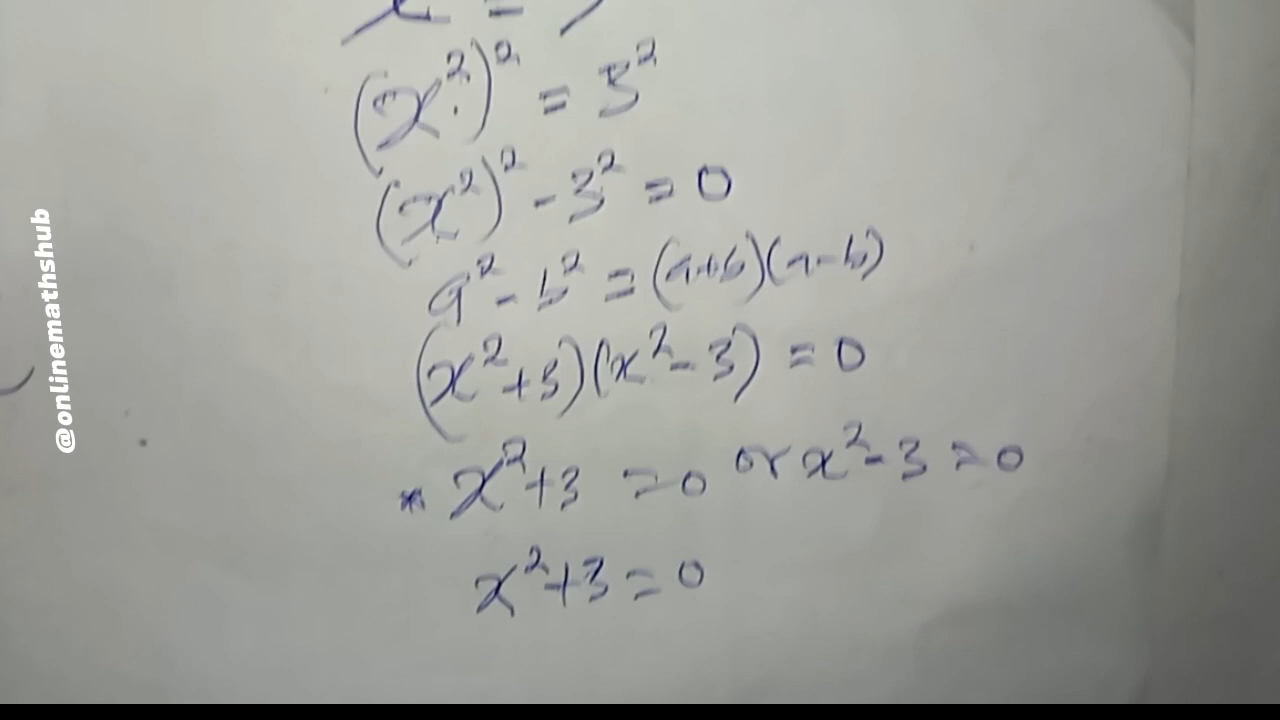 (x²)² = 3²
(x²)² - 3² = 0
a² - b² = (a+b)(a-b)
(x²+3)(x²-3) = 0
* x²+3 = 0 or x²-3 = 0
x²+3 = 0
@onlinemathshub